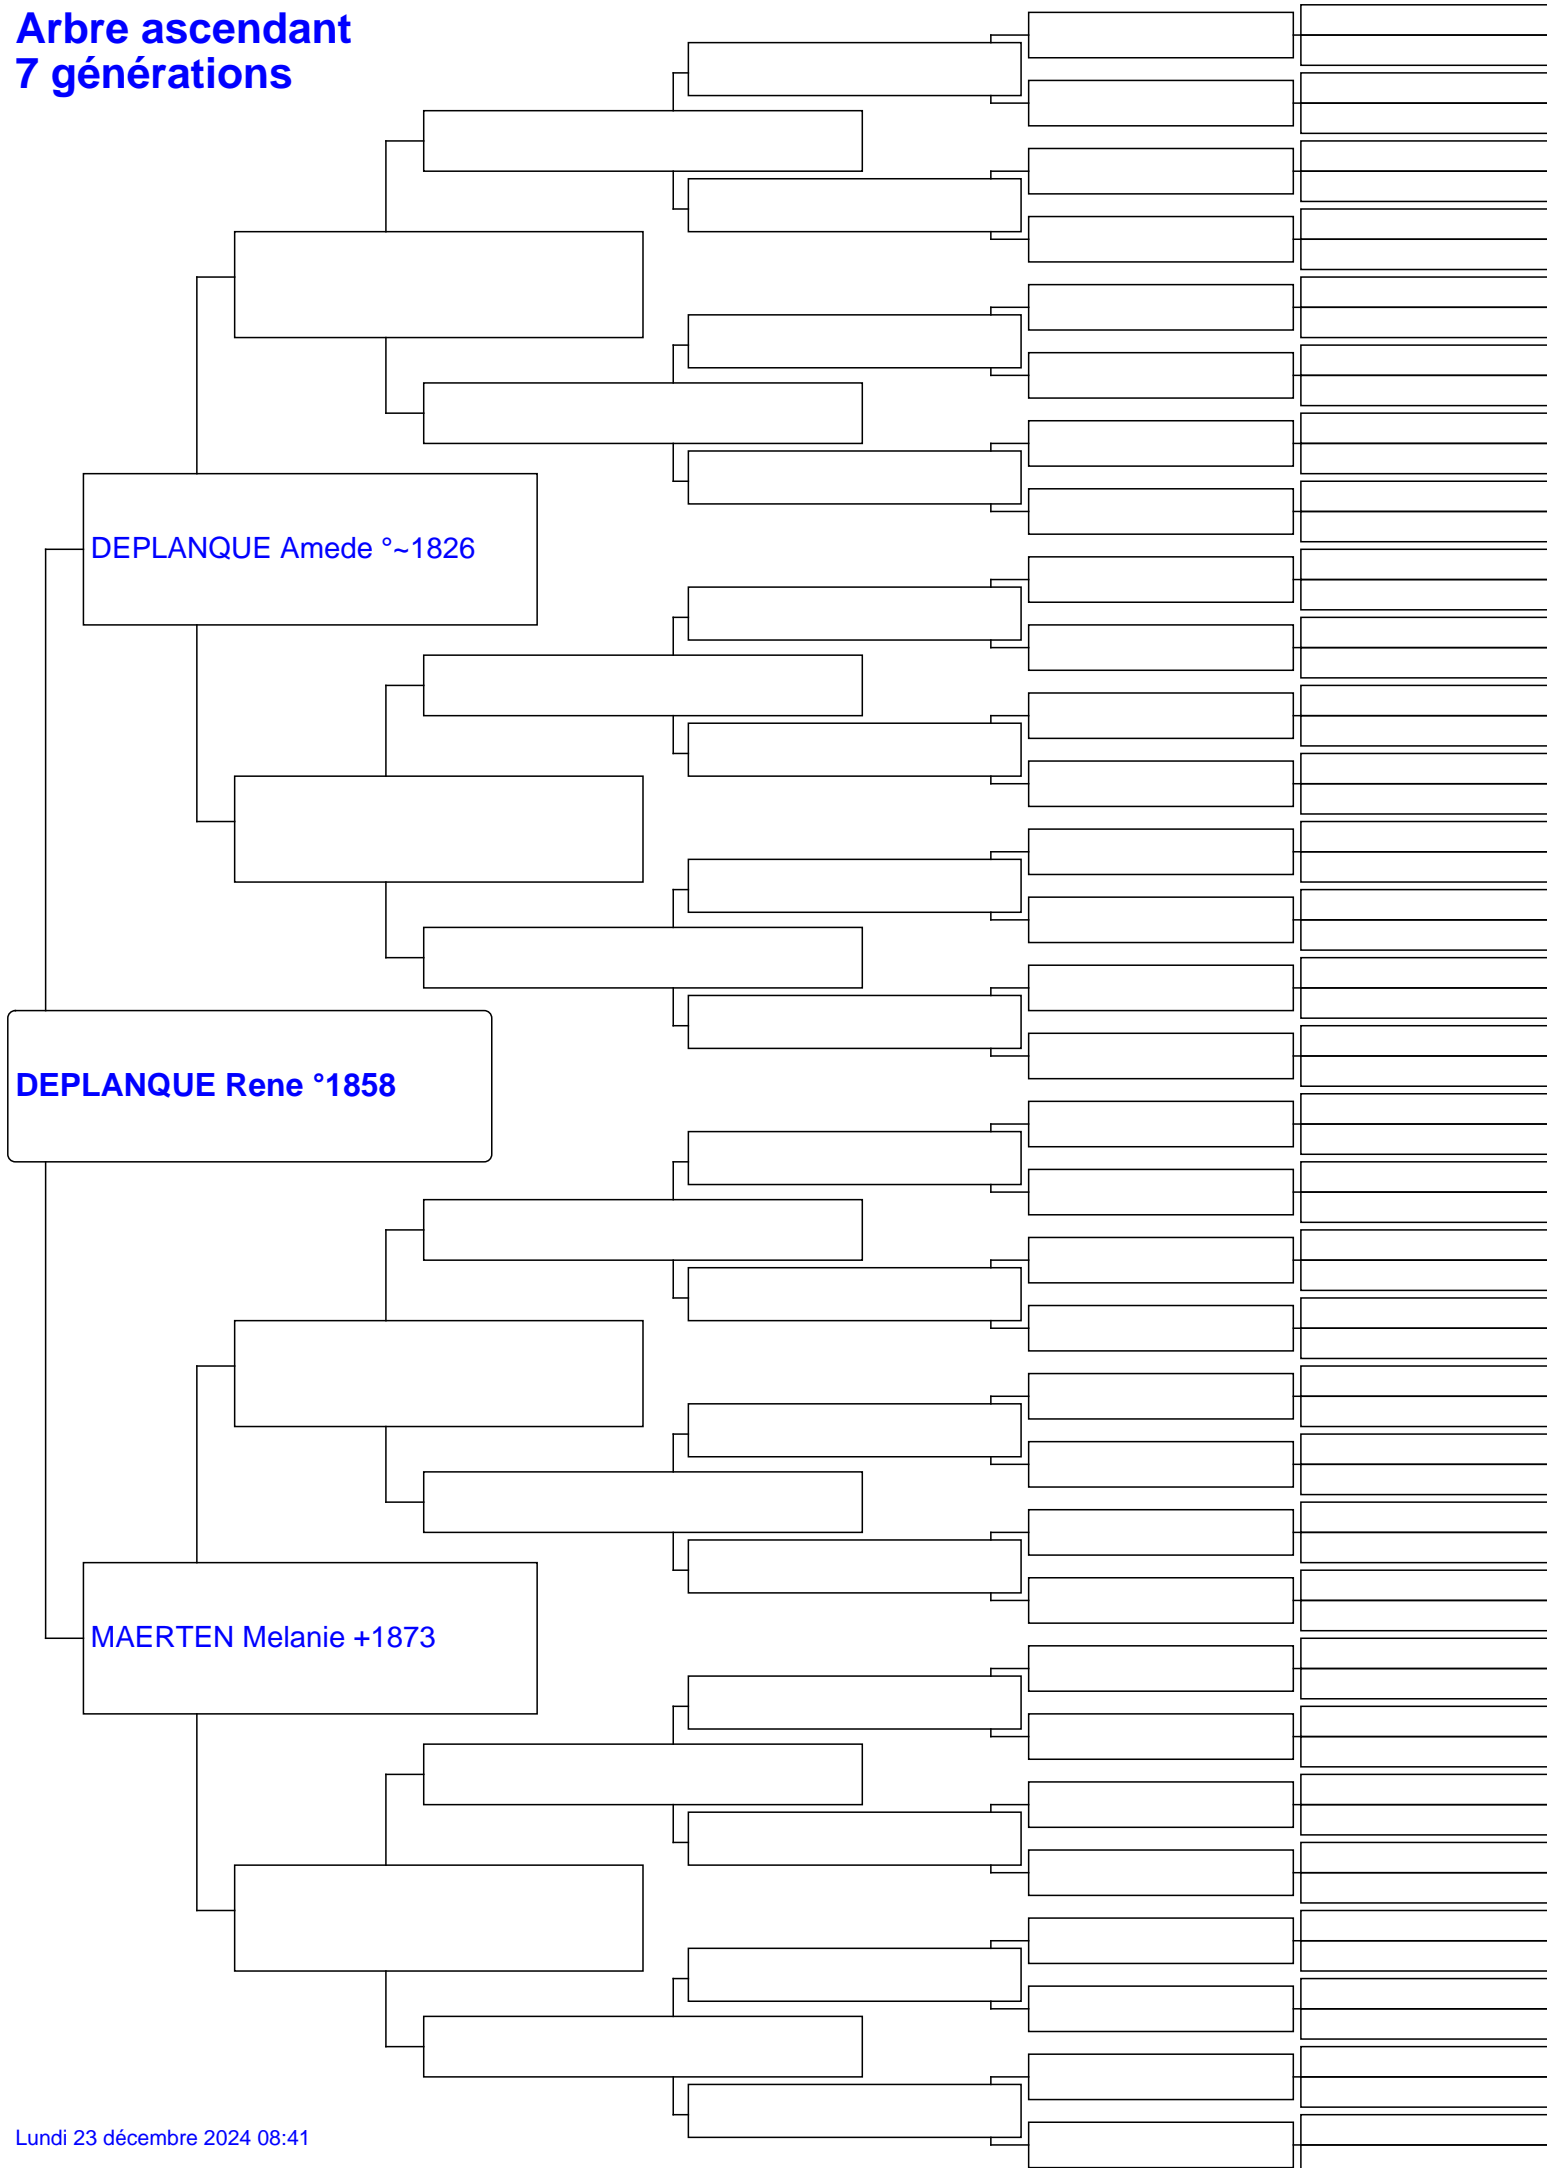 Arbre ascendant
7 générations
DEPLANQUE Amede °~1826
DEPLANQUE Rene °1858
MAERTEN Melanie +1873
Lundi 23 décembre 2024 08:41